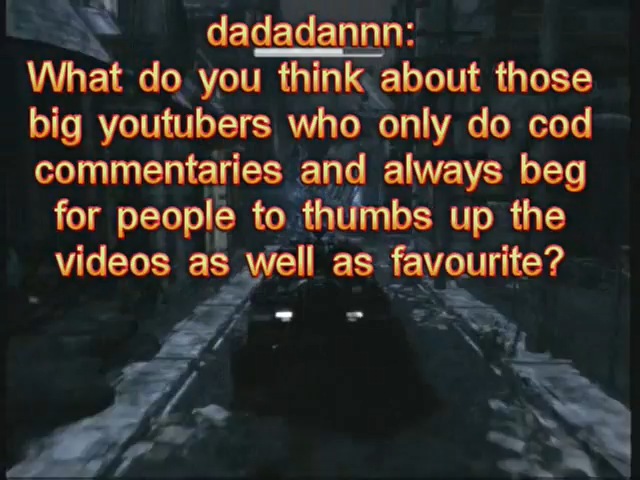 dadadannn:
What do you think about those
big youtubers who only do cod
commentaries and always beg
for people to thumbs up the
videos as well as favourite?